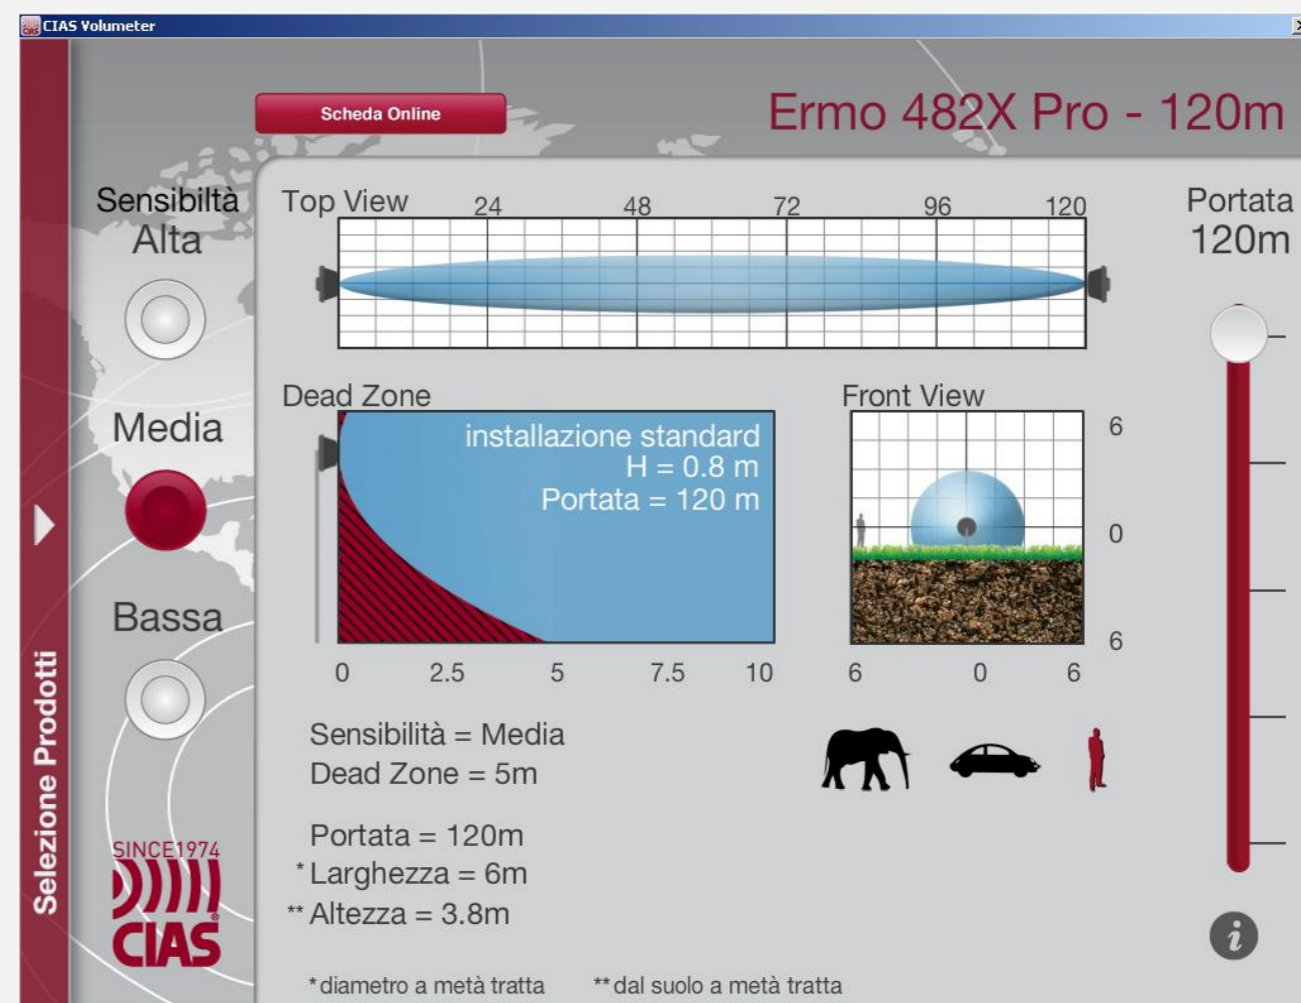 CIAS Volumeter
Scheda Online
Ermo 482X Pro - 120m
Sensibiltà
Alta
Media
Bassa
Selezione Prodotti
SINCE1974
CIAS
Top View
24 48 72 96 120
Portata
120m
Dead Zone
installazione standard
H = 0.8 m
Portata = 120 m
0 2.5 5 7.5 10
Front View
6
0
6
6 0 6
Sensibilità = Media
Dead Zone = 5m
Portata = 120m
* Larghezza = 6m
** Altezza = 3.8m
* diametro a metà tratta ** dal suolo a metà tratta
i